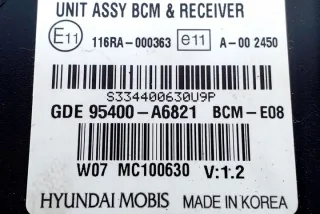 UNIT ASSY BCM & RECEIVER
E11 116RA-000363 e11 A-00 2450
S334400630U9P
GDE 95400-A6821 BCM-E08
W07 MC100630 V:1.2
HYUNDAI MOBIS MADE IN KOREA